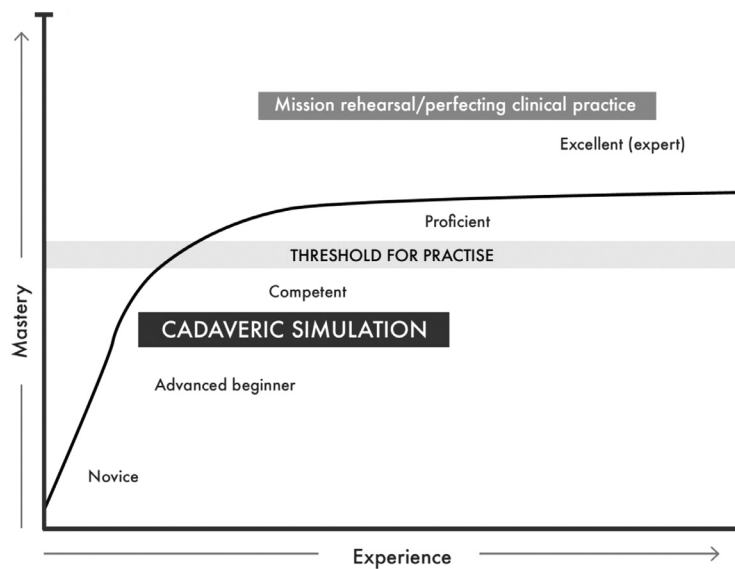 Mission rehearsal/perfecting clinical practice
Excellent (expert)
Proficient
THRESHOLD FOR PRACTISE
Competent
CADAVERIC SIMULATION
Advanced beginner
Novice
Mastery
Experience